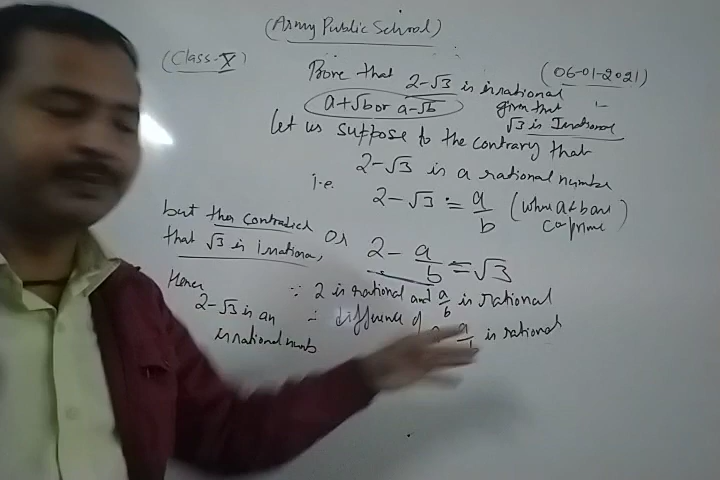 (Army Public School)
(Class-X)
(06-01-2021)
Prove that 2-√3 is irrational
given that :-
a+√b or a-√b
√3 is Irrational
Let us suppose to the contrary that
2-√3 is a rational number
i.e. 2-√3 = a/b (where a & b are coprime)
Or 2 - a/b = √3
∵ 2 is rational and a/b is rational
∴ difference of a is rational
but this contradict
that √3 is irrational,
Hence
2-√3 is an
irrational numb